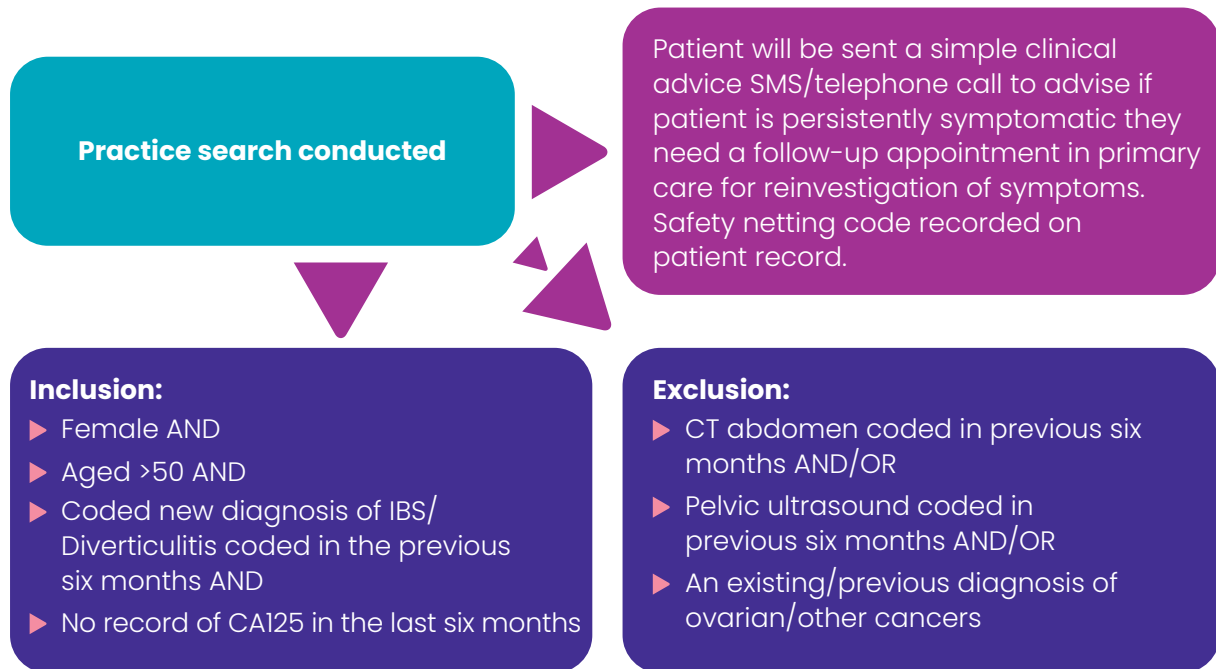 Practice search conducted
Patient will be sent a simple clinical
advice SMS/telephone call to advise if
patient is persistently symptomatic they
need a follow-up appointment in primary
care for reinvestigation of symptoms.
Safety netting code recorded on
patient record.
Inclusion:
Female AND
Aged >50 AND
Coded new diagnosis of IBS/
Diverticulitis coded in the previous
six months AND
No record of CA125 in the last six months
Exclusion:
CT abdomen coded in previous six
months AND/OR
Pelvic ultrasound coded in
previous six months AND/OR
An existing/previous diagnosis of
ovarian/other cancers